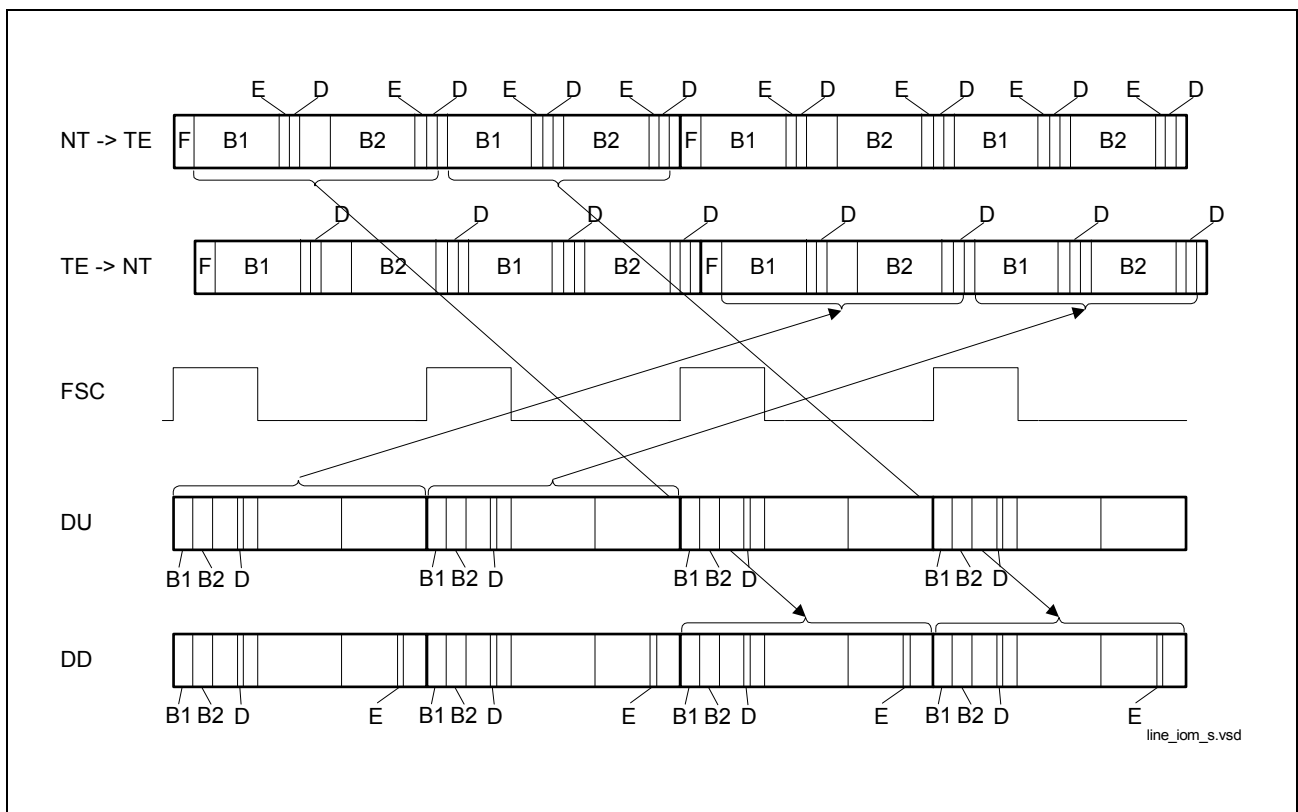 E D E D E D E D E D E D E D E D
NT -> TE F B1 B2 B1 B2 F B1 B2 B1 B2
D D D D D D D D
TE -> NT F B1 B2 B1 B2 F B1 B2 B1 B2
FSC
DU
B1 B2 D B1 B2 D B1 B2 D B1 B2 D
DD
B1 B2 D E B1 B2 D E B1 B2 D E B1 B2 D E
line_iom_s.vsd